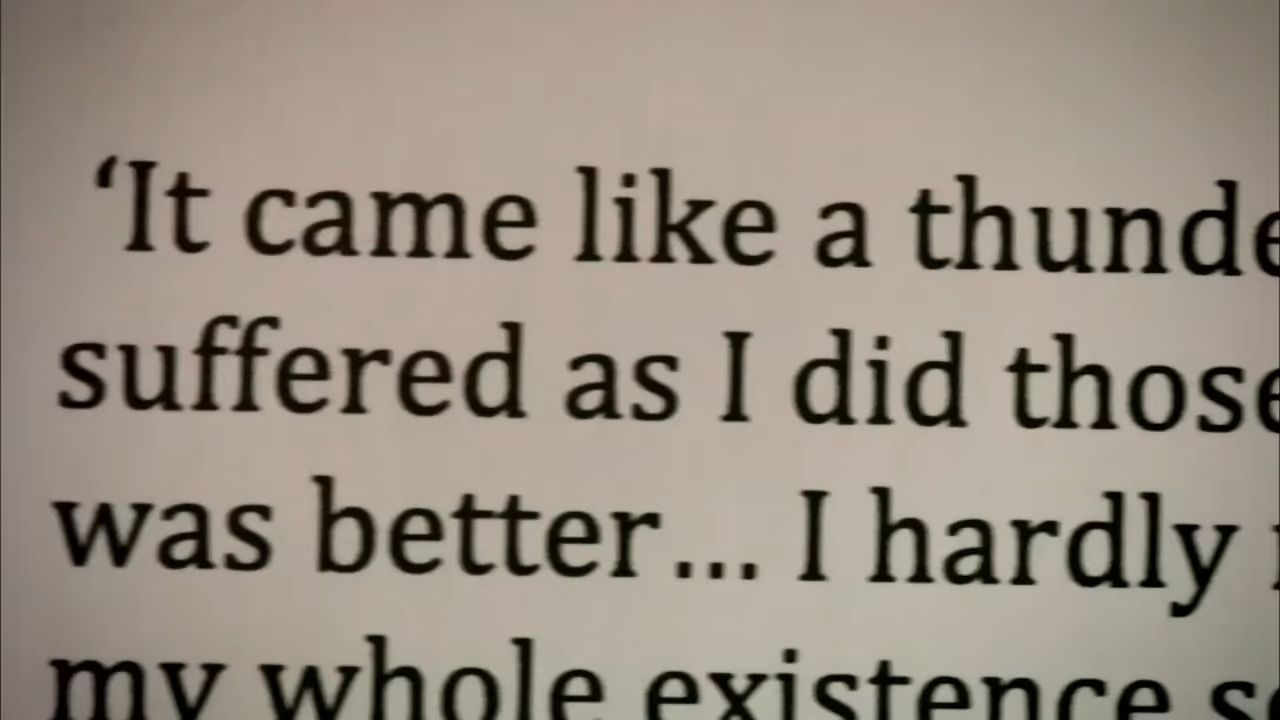 ‘It came like a thunde
suffered as I did those
was better... I hardly
my whole existence s